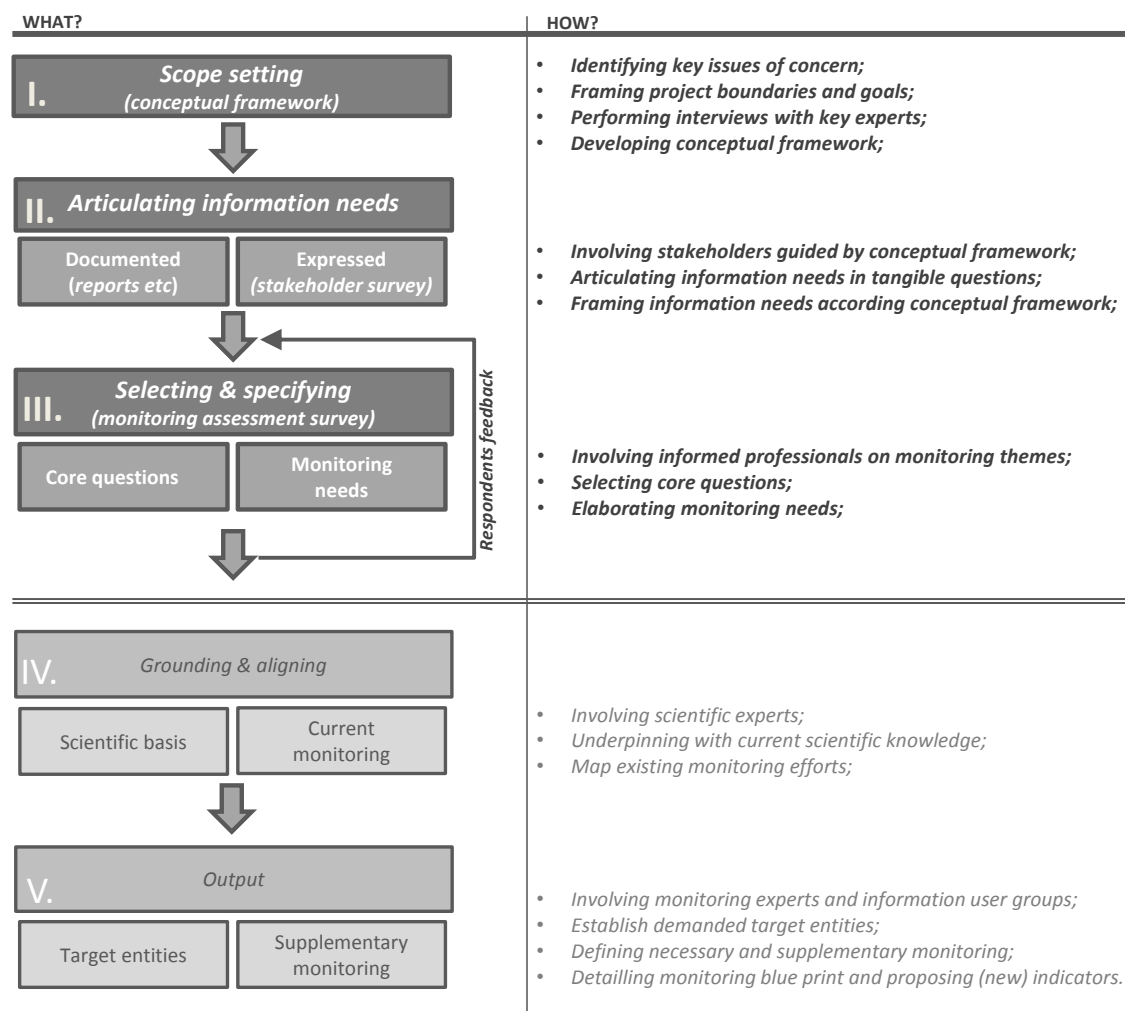 WHAT?
HOW?
I.
Scope setting
(conceptual framework)
• Identifying key issues of concern;
• Framing project boundaries and goals;
• Performing interviews with key experts;
• Developing conceptual framework;
II.
Articulating information needs
Documented
(reports etc)
Expressed
(stakeholder survey)
• Involving stakeholders guided by conceptual framework;
• Articulating information needs in tangible questions;
• Framing information needs according conceptual framework;
III.
Selecting & specifying
(monitoring assessment survey)
Core questions
Monitoring
needs
Respondents feedback
• Involving informed professionals on monitoring themes;
• Selecting core questions;
• Elaborating monitoring needs;
IV.
Grounding & aligning
Scientific basis
Current
monitoring
• Involving scientific experts;
• Underpinning with current scientific knowledge;
• Map existing monitoring efforts;
V.
Output
Target entities
Supplementary
monitoring
• Involving monitoring experts and information user groups;
• Establish demanded target entities;
• Defining necessary and supplementary monitoring;
• Detailling monitoring blue print and proposing (new) indicators.